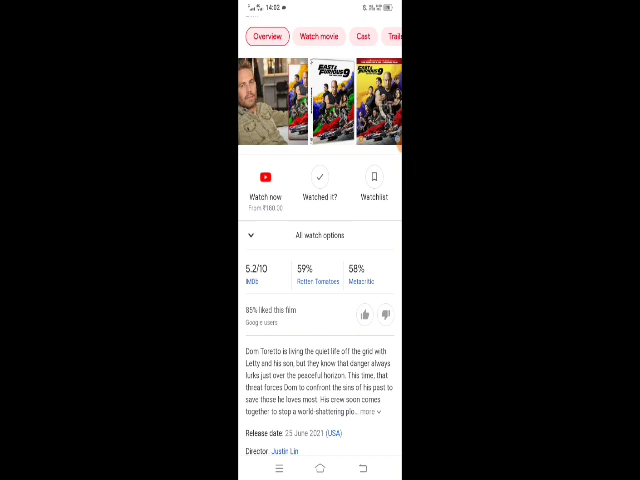 14:02
Overview
Watch movie
Cast
Trail
FAST & FURIOUS 9
FAST & FURIOUS 9
Watch now
From ₹180.00
Watched it?
Watchlist
All watch options
5.2/10
IMDb
59%
Rotten Tomatoes
58%
Metacritic
85% liked this film
Google users
Dom Toretto is living the quiet life off the grid with
Letty and his son, but they know that danger always
lurks just over the peaceful horizon. This time, that
threat forces Dom to confront the sins of his past to
save those he loves most. His crew soon comes
together to stop a world-shattering plo... more
Release date: 25 June 2021 (USA)
Director: Justin Lin